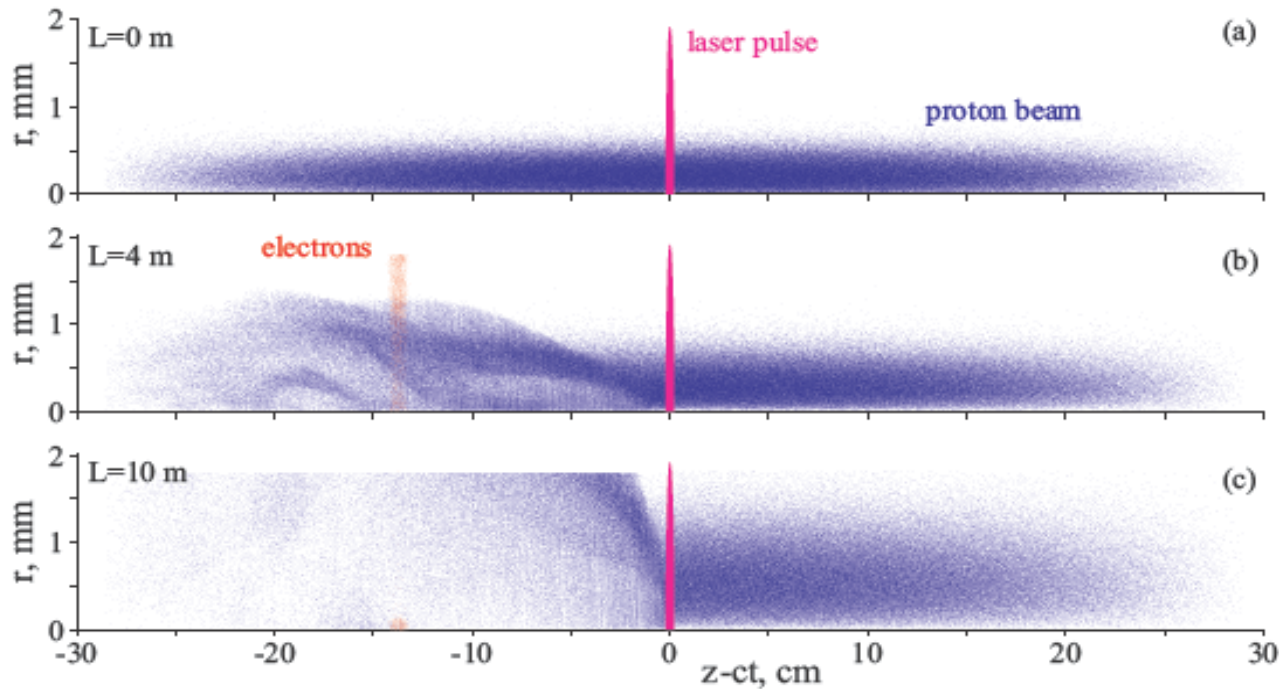 2
L=0 m
(a)
laser pulse
r, mm
1
proton beam
0
2
electrons
L=4 m
(b)
r, mm
1
0
2
L=10 m
(c)
r, mm
1
0
-30
-20
-10
0
10
20
30
z-ct, cm